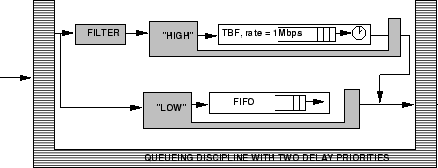 FILTER
"HIGH"
TBF, rate = 1Mbps
"LOW"
FIFO
QUEUEING DISCIPLINE WITH TWO DELAY PRIORITIES